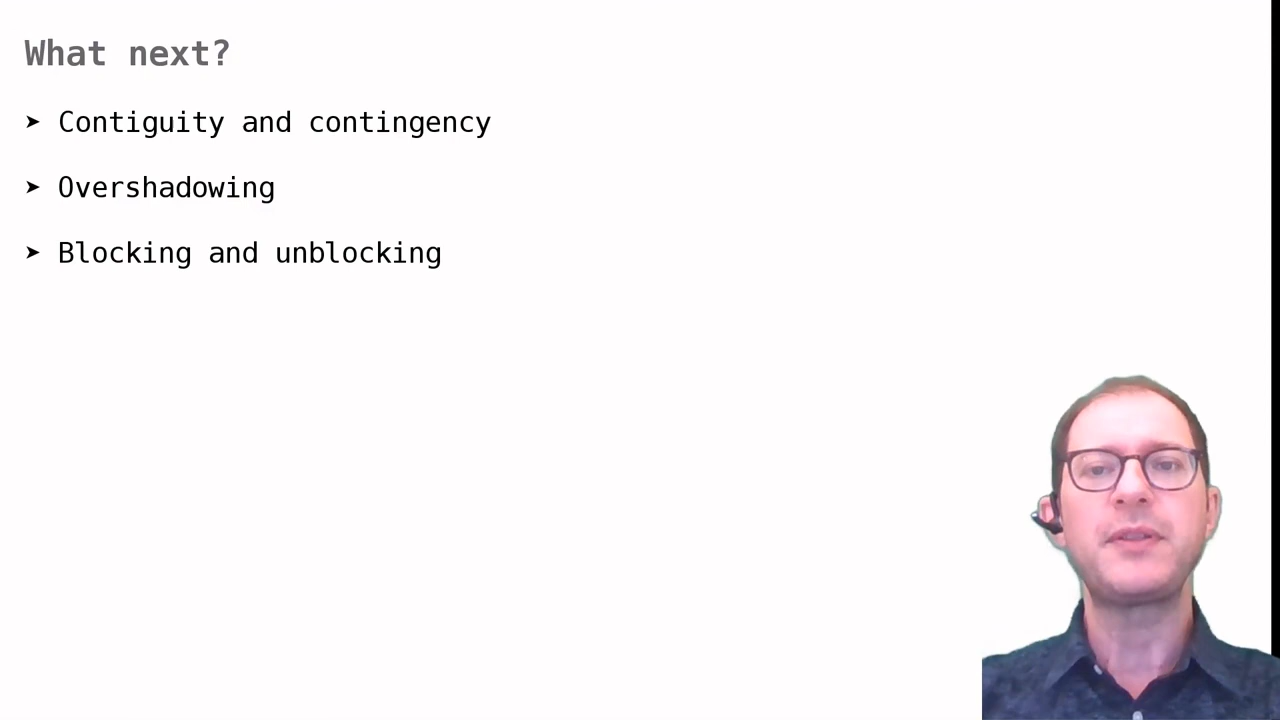 What next?
➤ Contiguity and contingency
➤ Overshadowing
➤ Blocking and unblocking